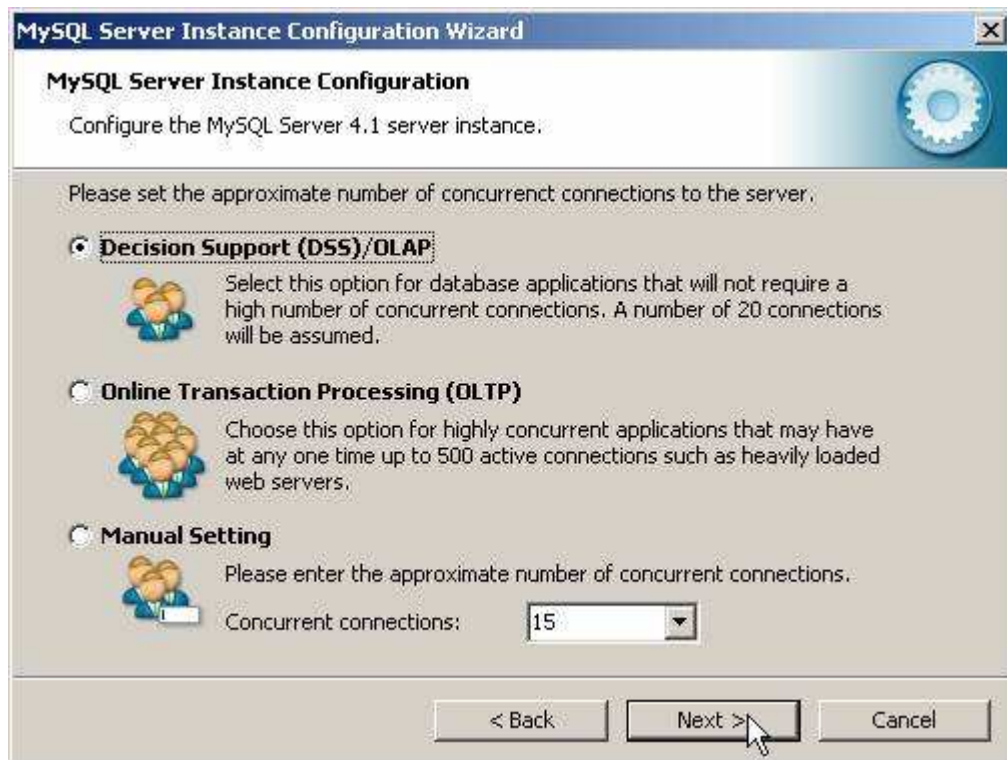 MySQL Server Instance Configuration Wizard
MySQL Server Instance Configuration
Configure the MySQL Server 4.1 server instance.
Please set the approximate number of concurrenct connections to the server.
Decision Support (DSS)/OLAP
Select this option for database applications that will not require a
high number of concurrent connections. A number of 20 connections
will be assumed.
Online Transaction Processing (OLTP)
Choose this option for highly concurrent applications that may have
at any one time up to 500 active connections such as heavily loaded
web servers.
Manual Setting
Please enter the approximate number of concurrent connections.
Concurrent connections: 15
< Back Next > Cancel